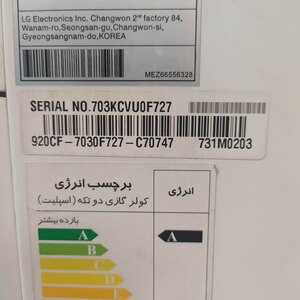 LG Electronics Inc. Changwon 2nd factory 84,
Wanam-ro, Seongsan-gu, Changwon-si,
Gyeongsangnam-do, KOREA
MEZ66556328
SERIAL NO.703KCVU0F727
920CF-7030F727-C70747 731M0203
برچسب انرژی
کولر گازی دو تکه (اسپلیت)
انرژی
بازده بیشتر
A
A
B
C
D
E